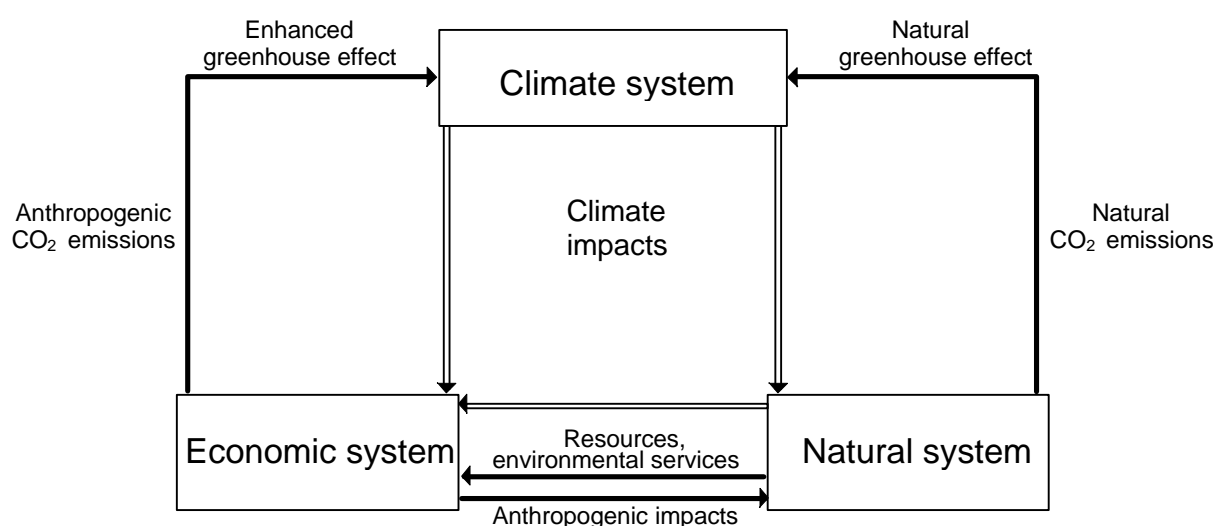 Enhanced
greenhouse effect
Natural
greenhouse effect
Climate system
Anthropogenic
CO₂ emissions
Climate
impacts
Natural
CO₂ emissions
Economic system
Resources,
environmental services
Natural system
Anthropogenic impacts